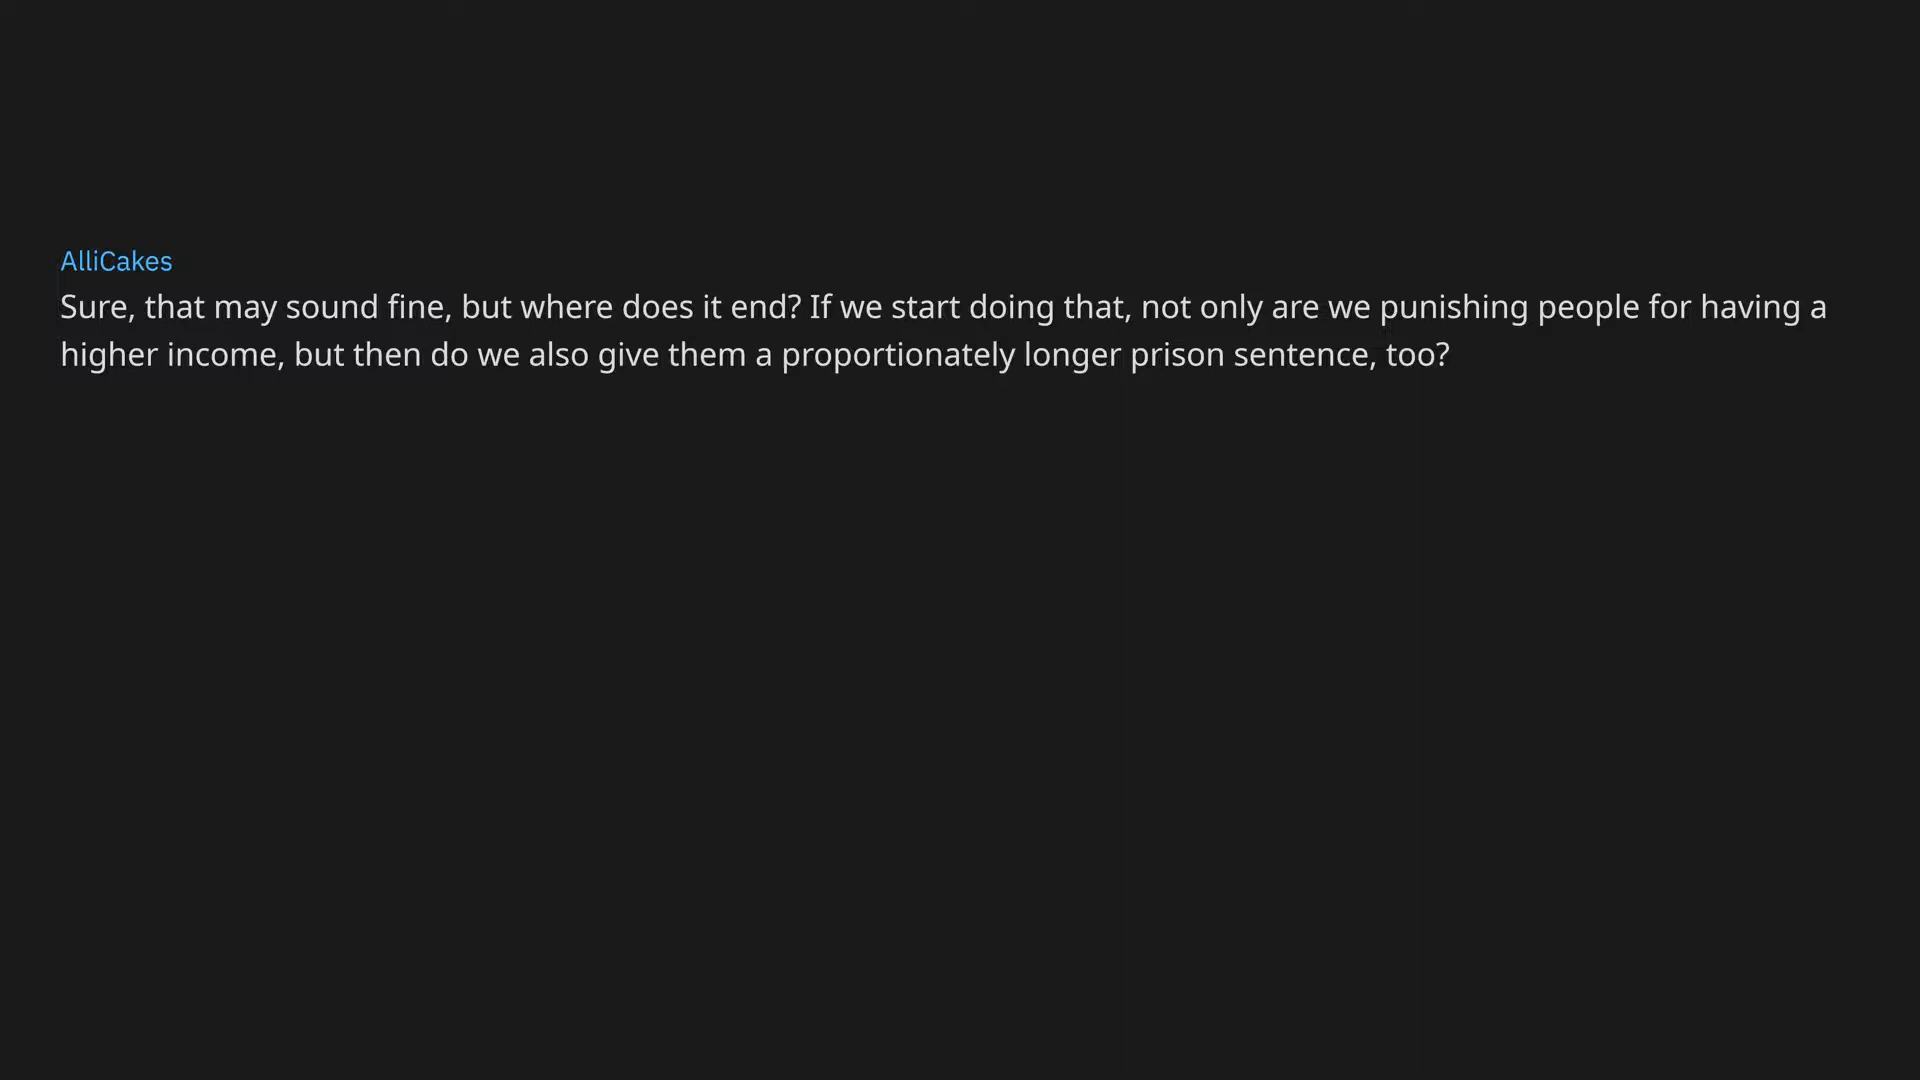 AlliCakes
Sure, that may sound fine, but where does it end? If we start doing that, not only are we punishing people for having a
higher income, but then do we also give them a proportionately longer prison sentence, too?